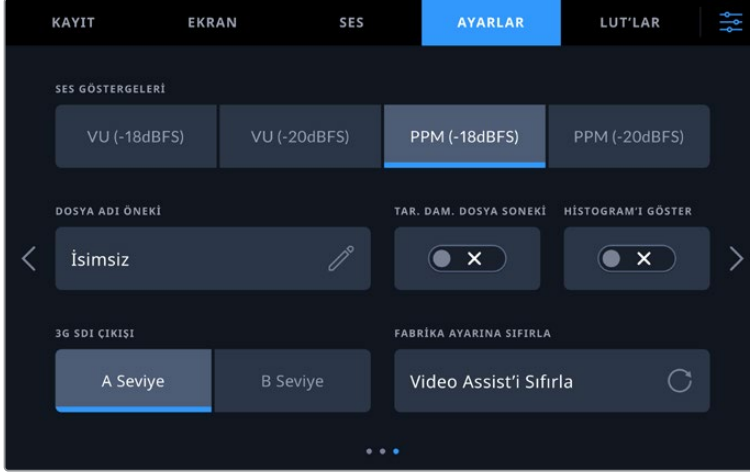 KAYIT EKRAN SES AYARLAR LUT’LAR
SES GÖSTERGELERİ
VU (-18dBFS) VU (-20dBFS) PPM (-18dBFS) PPM (-20dBFS)
DOSYA ADI ÖNEKİ TAR. DAM. DOSYA SONEKİ HİSTOGRAM’I GÖSTER
İsimsiz
3G SDI ÇIKIŞI FABRİKA AYARINA SIFIRLA
A Seviye B Seviye Video Assist’i Sıfırla